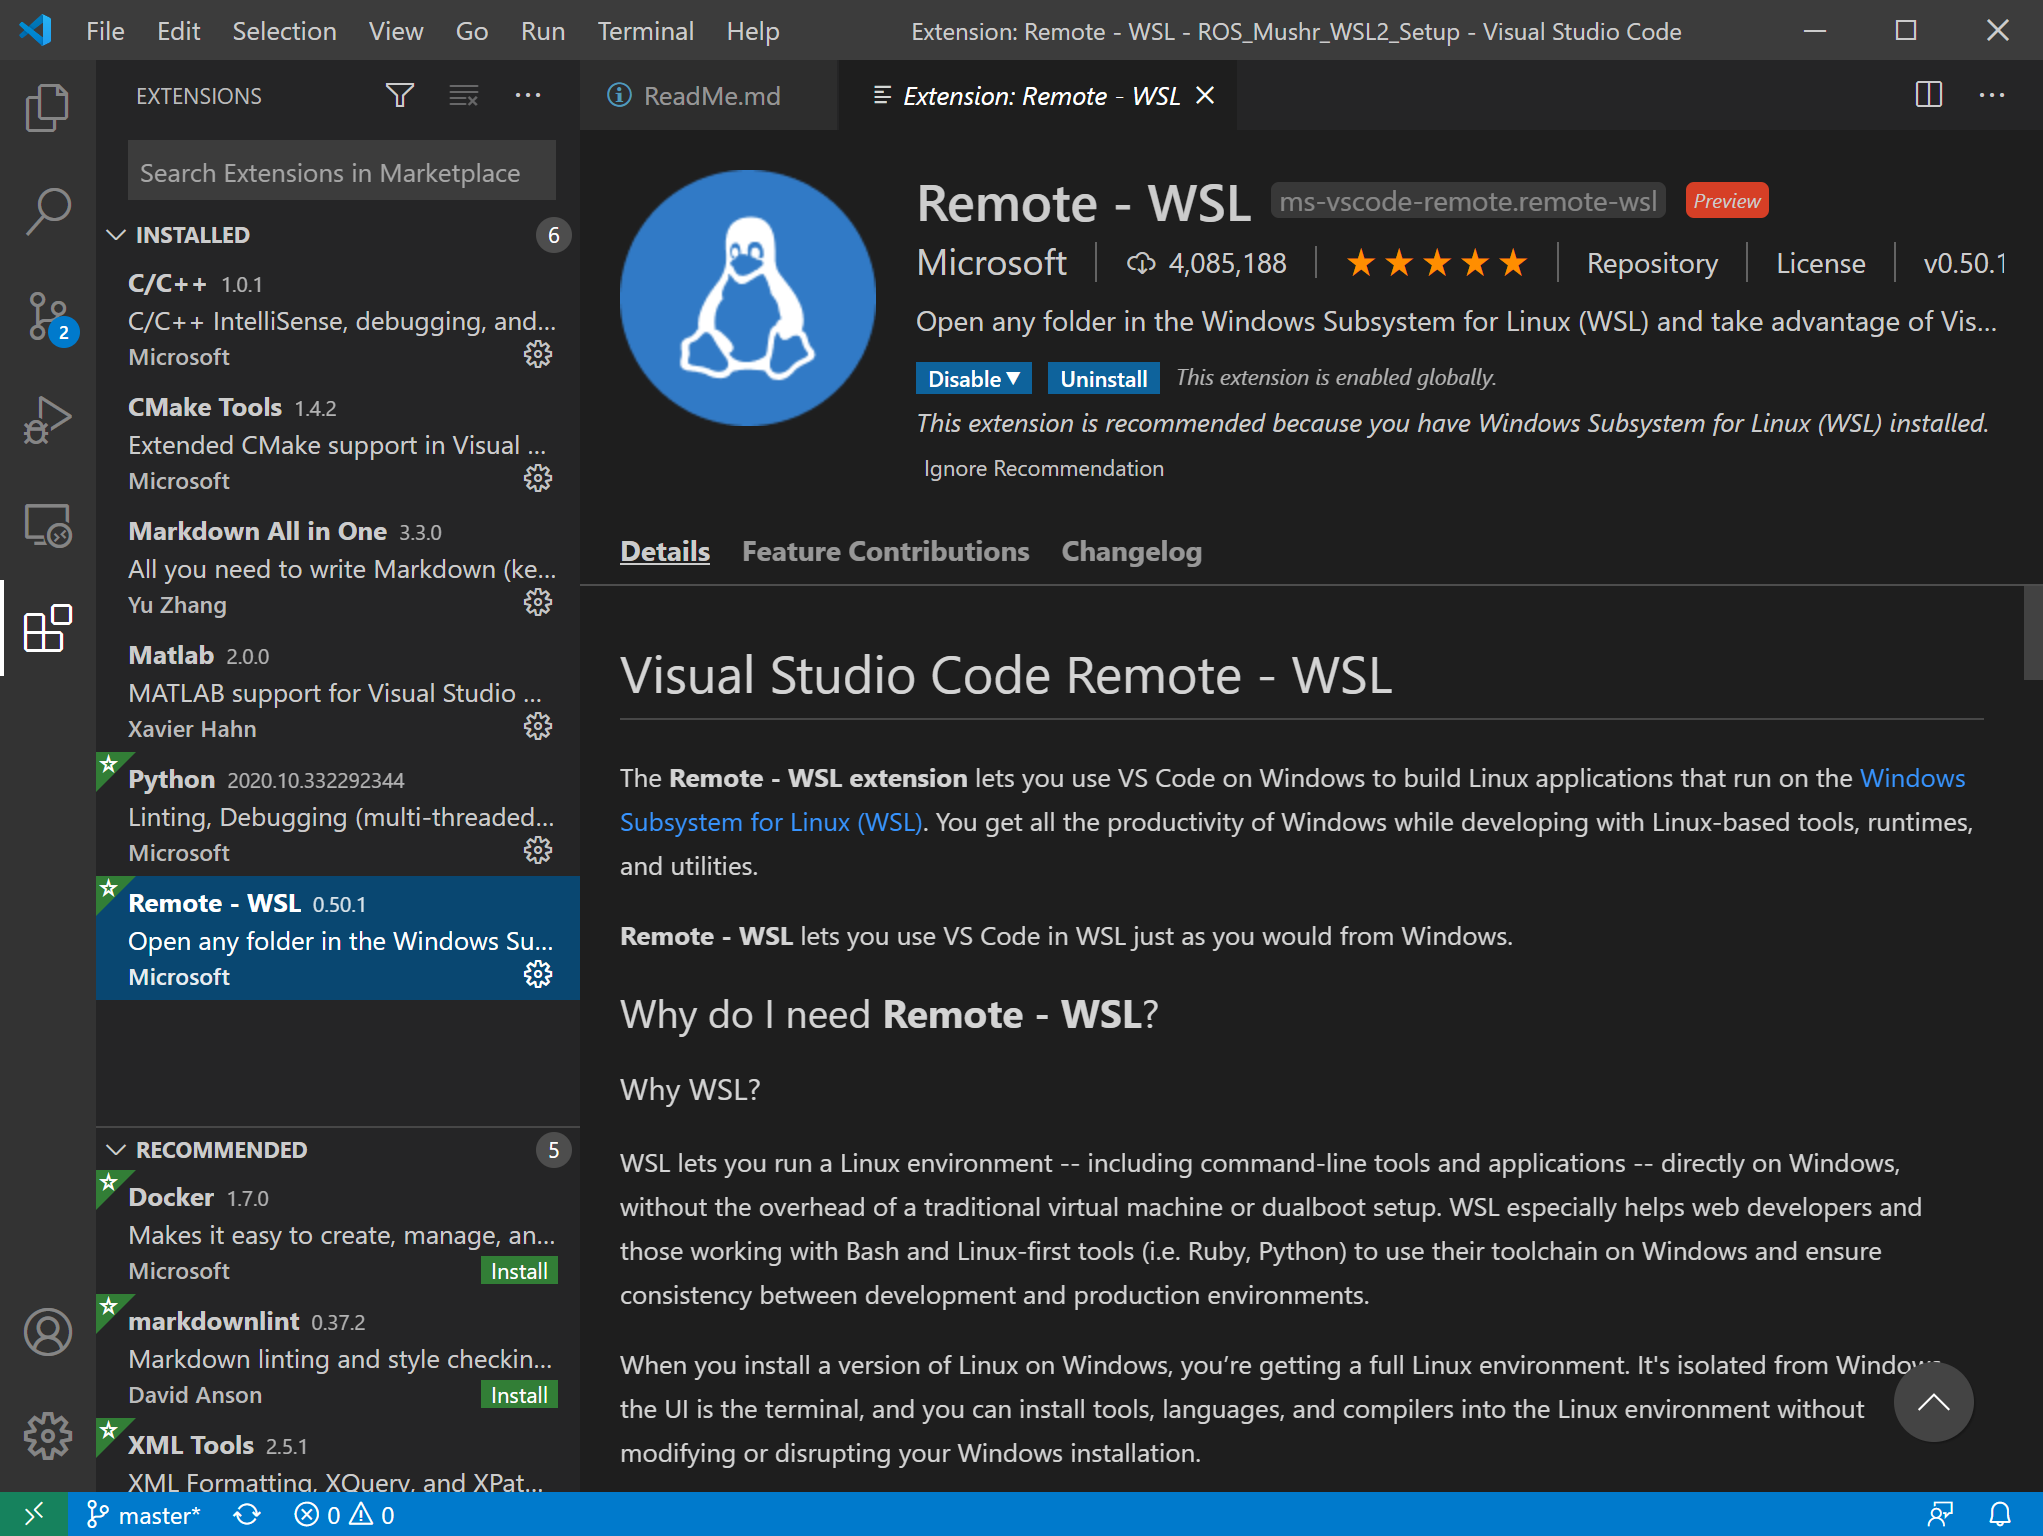 File Edit Selection View Go Run Terminal Help Extension: Remote - WSL - ROS_Mushr_WSL2_Setup - Visual Studio Code
EXTENSIONS
ReadMe.md
Extension: Remote - WSL
Search Extensions in Marketplace
INSTALLED 6
C/C++ 1.0.1
C/C++ IntelliSense, debugging, and...
Microsoft
CMake Tools 1.4.2
Extended CMake support in Visual ...
Microsoft
Markdown All in One 3.3.0
All you need to write Markdown (ke...
Yu Zhang
Matlab 2.0.0
MATLAB support for Visual Studio ...
Xavier Hahn
Python 2020.10.332292344
Linting, Debugging (multi-threaded...
Microsoft
Remote - WSL 0.50.1
Open any folder in the Windows Su...
Microsoft
2
RECOMMENDED 5
Docker 1.7.0
Makes it easy to create, manage, an...
Microsoft Install
markdownlint 0.37.2
Markdown linting and style checkin...
David Anson Install
XML Tools 2.5.1
XML Formatting, XQuery, and XPat...
Remote - WSL ms-vscode-remote.remote-wsl Preview
Microsoft 4,085,188 Repository License v0.50.1
Open any folder in the Windows Subsystem for Linux (WSL) and take advantage of Vis...
Disable Uninstall This extension is enabled globally.
This extension is recommended because you have Windows Subsystem for Linux (WSL) installed.
Ignore Recommendation
Details Feature Contributions Changelog
Visual Studio Code Remote - WSL
The Remote - WSL extension lets you use VS Code on Windows to build Linux applications that run on the Windows
Subsystem for Linux (WSL). You get all the productivity of Windows while developing with Linux-based tools, runtimes,
and utilities.
Remote - WSL lets you use VS Code in WSL just as you would from Windows.
Why do I need Remote - WSL?
Why WSL?
WSL lets you run a Linux environment -- including command-line tools and applications -- directly on Windows,
without the overhead of a traditional virtual machine or dualboot setup. WSL especially helps web developers and
those working with Bash and Linux-first tools (i.e. Ruby, Python) to use their toolchain on Windows and ensure
consistency between development and production environments.
When you install a version of Linux on Windows, you’re getting a full Linux environment. It's isolated from Windows
the UI is the terminal, and you can install tools, languages, and compilers into the Linux environment without
modifying or disrupting your Windows installation.
master* 0 0